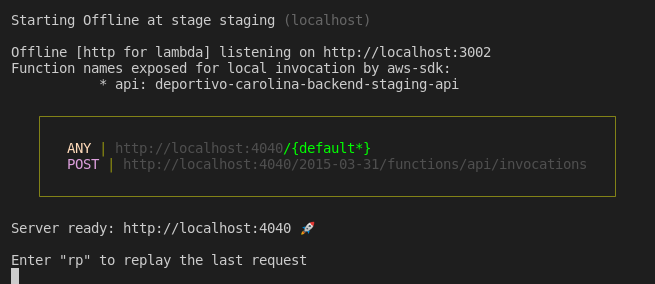 Starting Offline at stage staging (localhost)
Offline [http for lambda] listening on http://localhost:3002
Function names exposed for local invocation by aws-sdk:
* api: deportivo-carolina-backend-staging-api
ANY | http://localhost:4040/{default*}
POST | http://localhost:4040/2015-03-31/functions/api/invocations
Server ready: http://localhost:4040 🚀
Enter "rp" to replay the last request